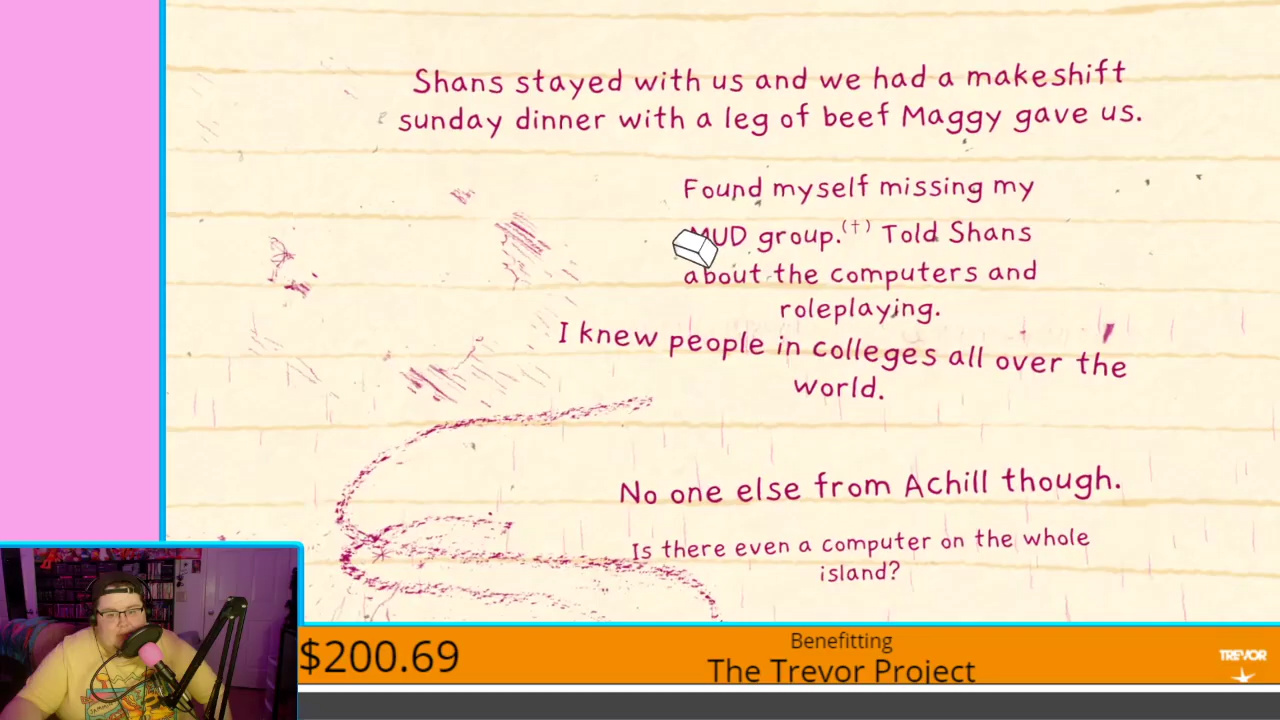 Shans stayed with us and we had a makeshift
sunday dinner with a leg of beef Maggy gave us.
Found myself missing my
MUD group.(†) Told Shans
about the computers and
roleplaying.
I knew people in colleges all over the
world.
No one else from Achill though.
Is there even a computer on the whole
island?
$200.69
Benefitting
The Trevor Project
TREVOR